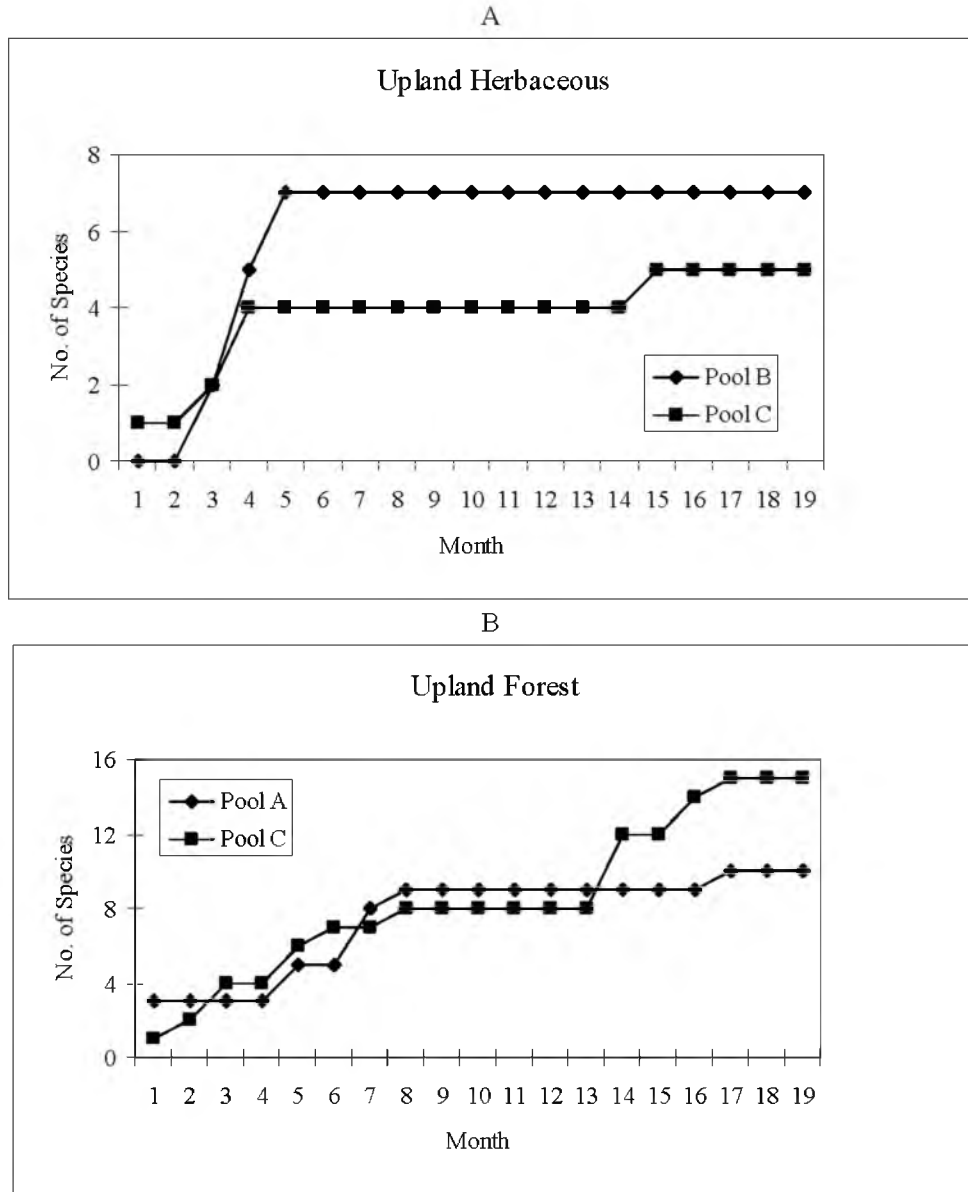 A
Upland Herbaceous
8
6
4
2
0
No. of Species
Pool B
Pool C
1 2 3 4 5 6 7 8 9 10 11 12 13 14 15 16 17 18 19
Month
B
Upland Forest
16
12
8
4
0
No. of Species
Pool A
Pool C
1 2 3 4 5 6 7 8 9 10 11 12 13 14 15 16 17 18 19
Month